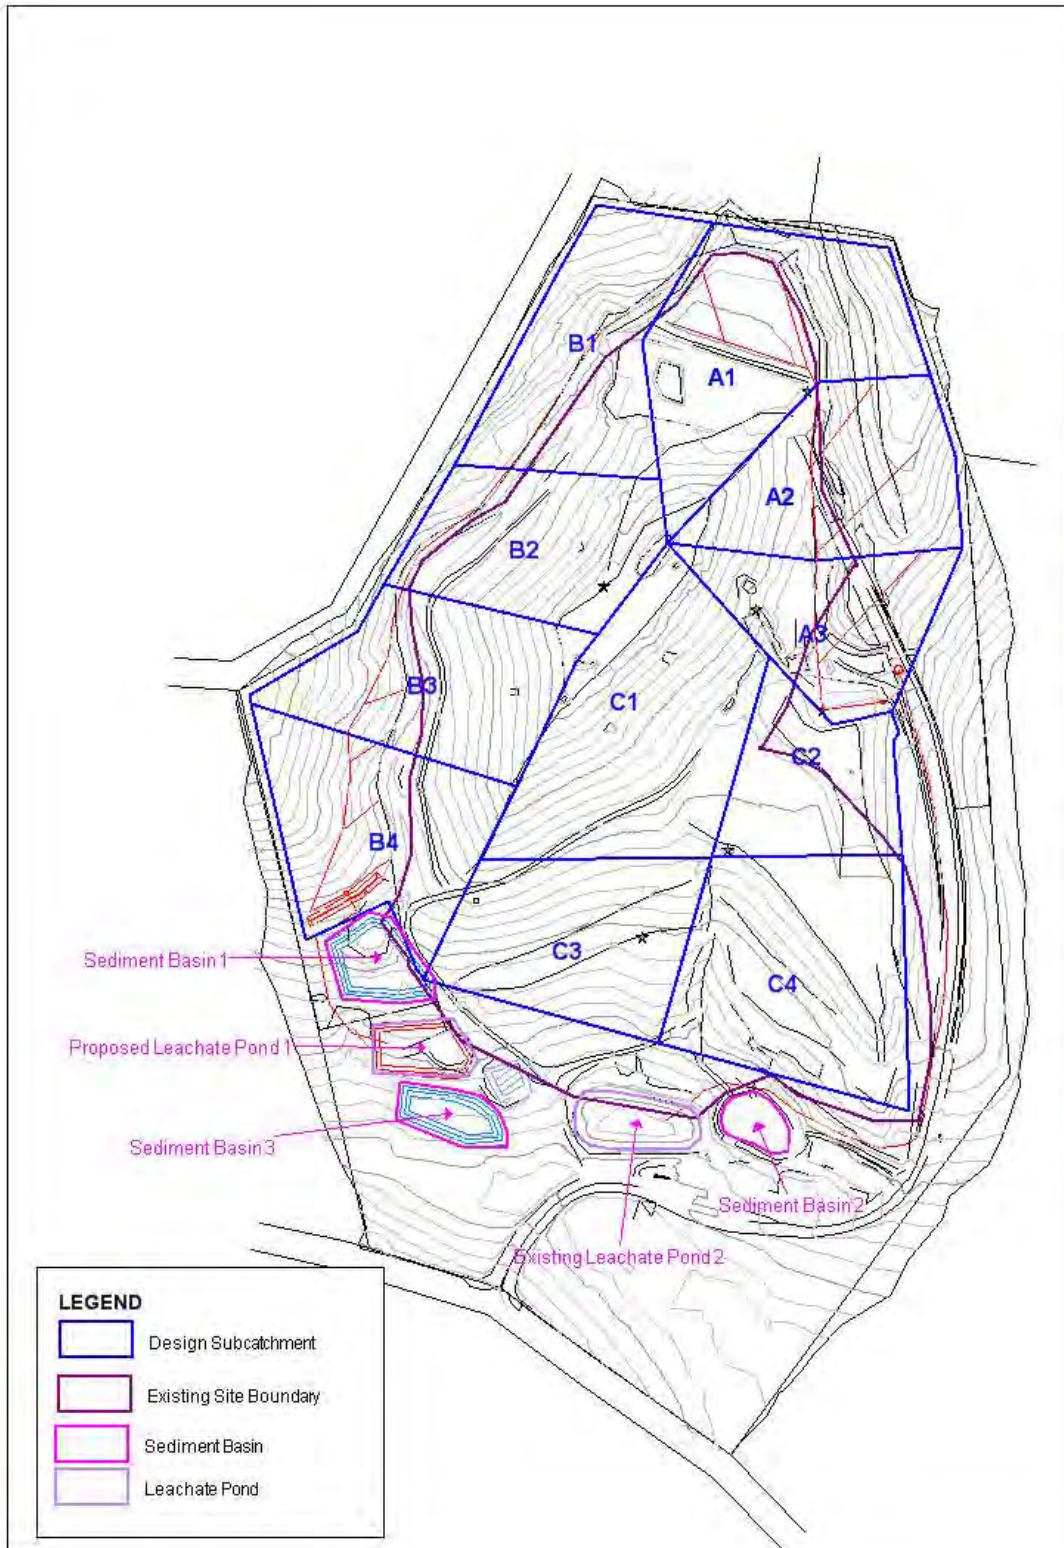 B1
A1
A2
B2
A3
B3
C1
C2
B4
C3
Sediment Basin 1
C4
Proposed Leachate Pond 1
Sediment Basin 3
Sediment Basin 2
Existing Leachate Pond 2
LEGEND
Design Subcatchment
Existing Site Boundary
Sediment Basin
Leachate Pond